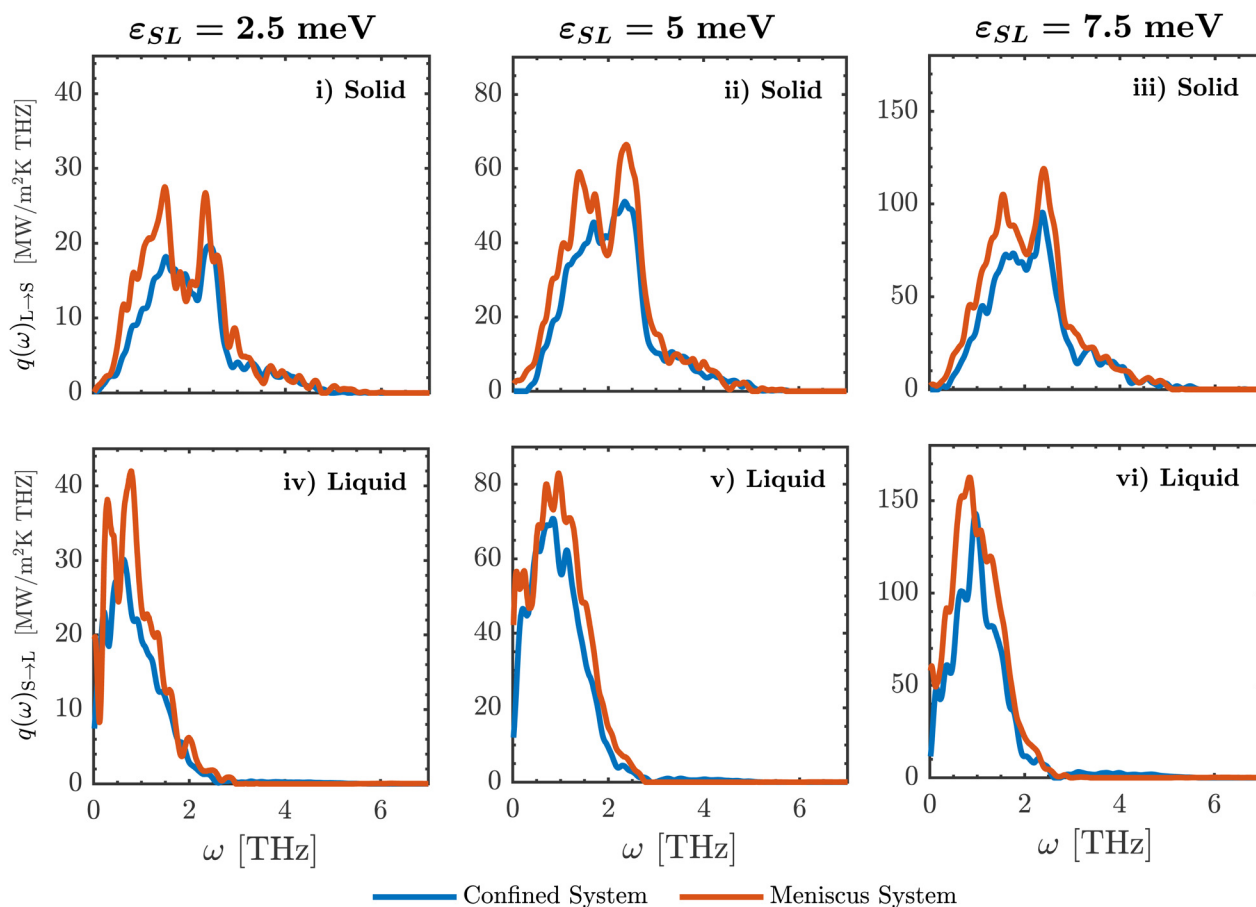 ε_SL = 2.5 meV ε_SL = 5 meV ε_SL = 7.5 meV
q(ω)_L→S [MW/m²K THZ]
40
30
20
10
0
i) Solid
80
60
40
20
0
ii) Solid
150
100
50
0
iii) Solid
q(ω)_S→L [MW/m²K THZ]
40
30
20
10
0
iv) Liquid
80
60
40
20
0
v) Liquid
150
100
50
0
vi) Liquid
0 2 4 6 0 2 4 6 0 2 4 6
ω [THz] ω [THz] ω [THz]
Confined System Meniscus System